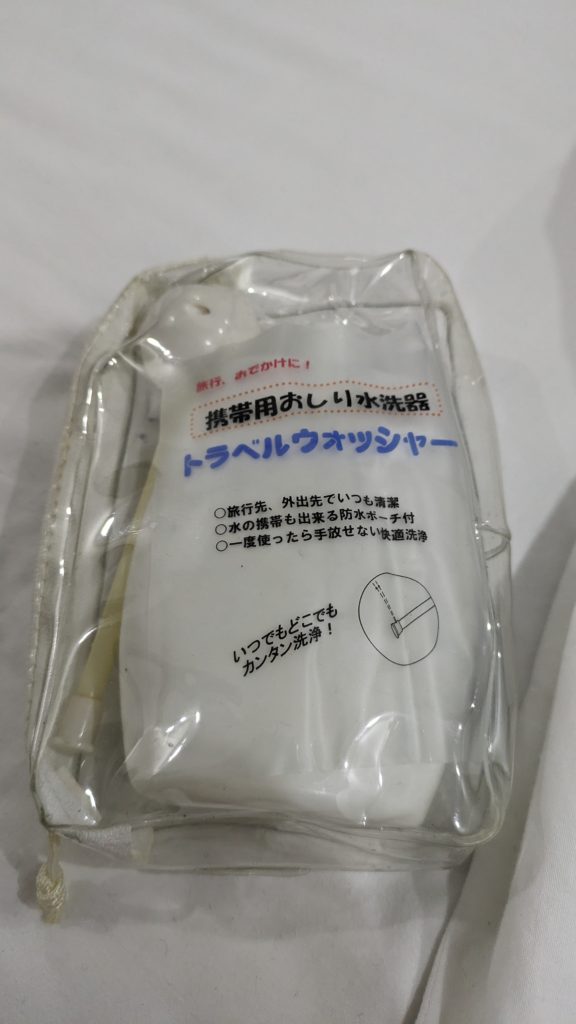 旅行、おでかけに！
携帯用おしり水洗器
トラベルウォッシャー
○旅行先、外出先でいつも清潔
○水の携帯も出来る防水ポーチ付
○一度使ったら手放せない快適洗浄
いつでもどこでも
カンタン洗浄！